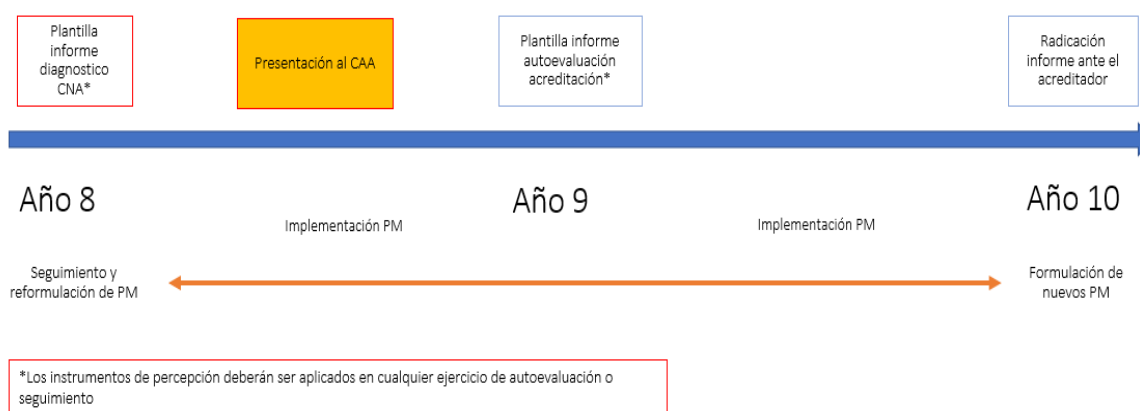 Plantilla
informe
diagnostico
CNA*
Presentación al CAA
Plantilla informe
autoevaluación
acreditación*
Radicación
informe ante el
acreditador
Año 8
Año 9
Año 10
Implementación PM
Implementación PM
Seguimiento y
reformulación de PM
Formulación de
nuevos PM
*Los instrumentos de percepción deberán ser aplicados en cualquier ejercicio de autoevaluación o
seguimiento